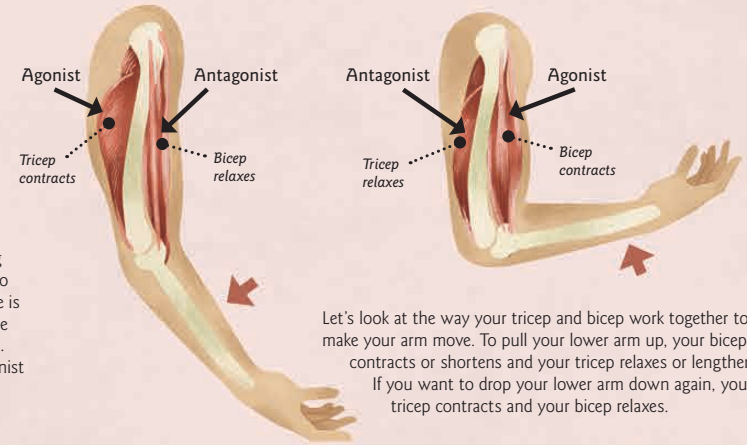 Agonist
Antagonist
Tricep
contracts
Bicep
relaxes
Antagonist
Agonist
Tricep
relaxes
Bicep
contracts
o
e is
e
.
nist
Let's look at the way your tricep and bicep work together to
make your arm move. To pull your lower arm up, your bicep
contracts or shortens and your tricep relaxes or lengthen
If you want to drop your lower arm down again, you
tricep contracts and your bicep relaxes.